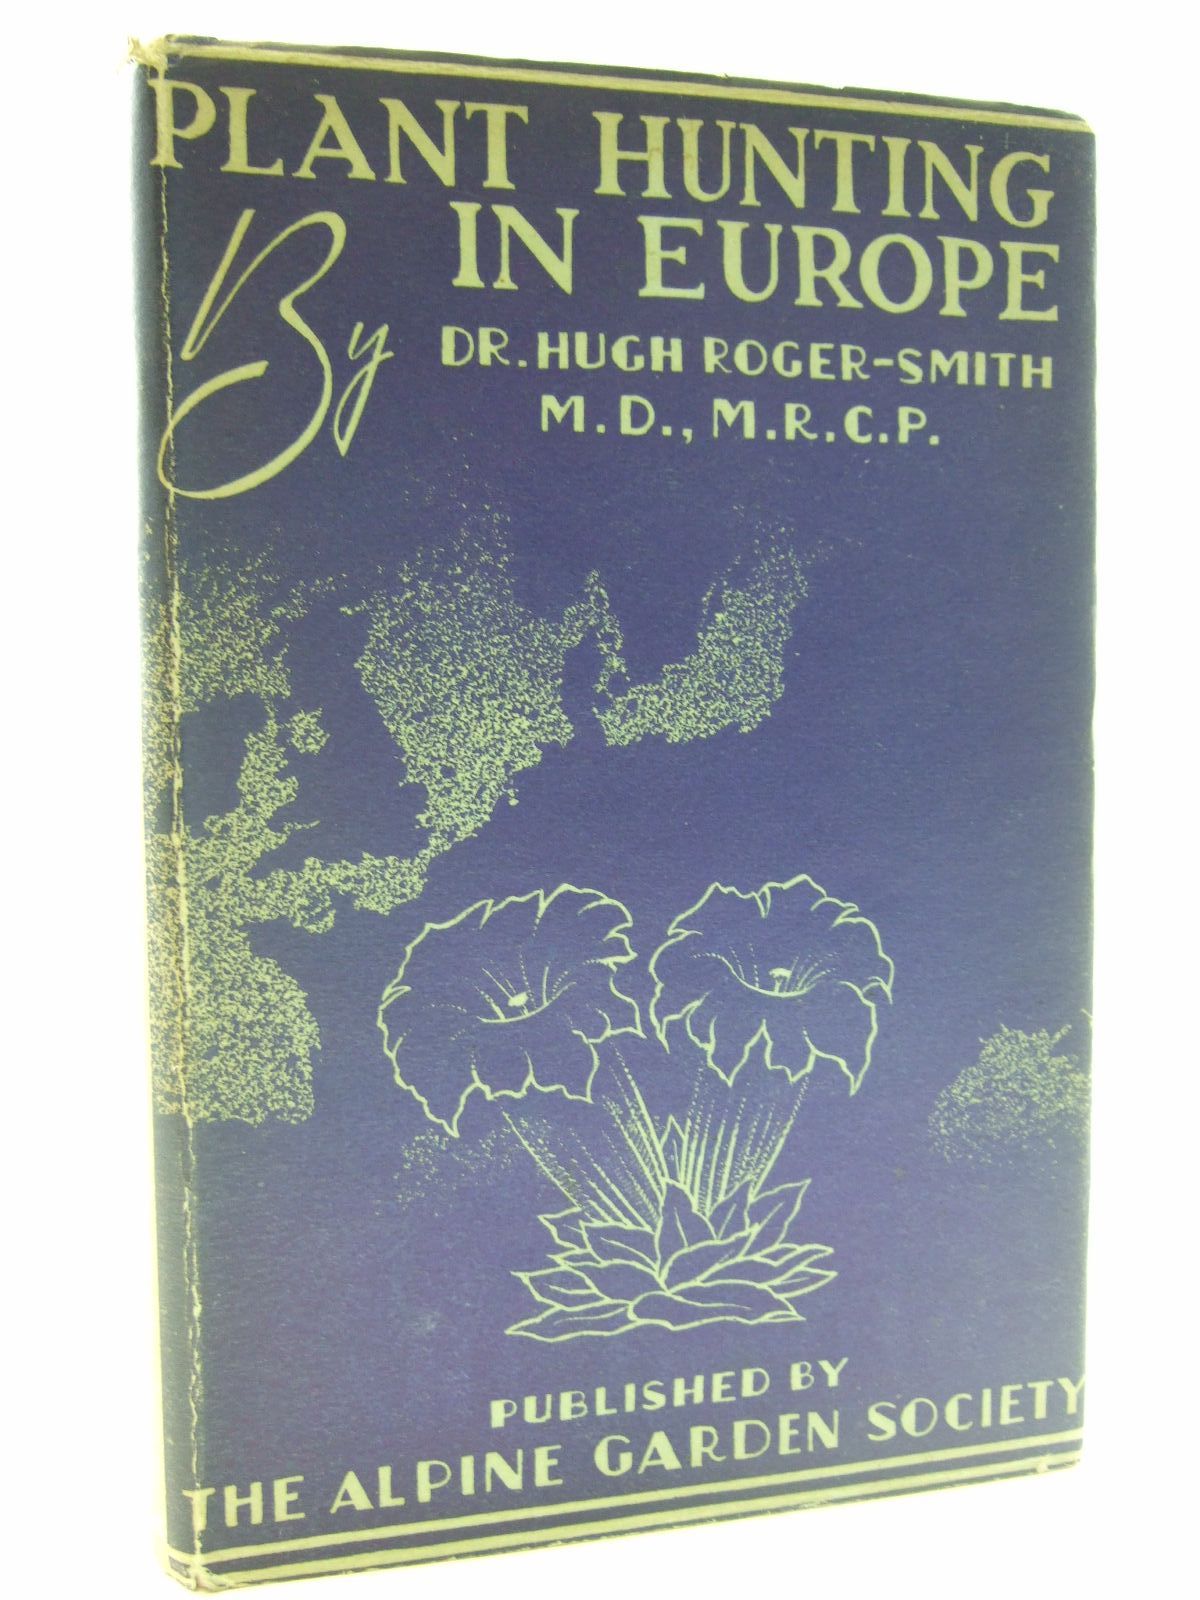 PLANT HUNTING
IN EUROPE
By
DR. HUGH ROGER-SMITH
M.D., M.R.C.P.
PUBLISHED BY
THE ALPINE GARDEN SOCIETY